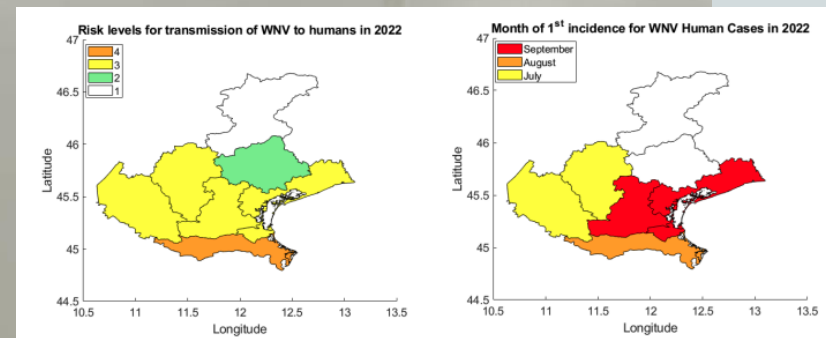 Risk levels for transmission of WNV to humans in 2022
4
3
2
1
47
46.5
46
45.5
45
44.5
10.5 11 11.5 12 12.5 13 13.5
Latitude
Longitude
Month of 1st incidence for WNV Human Cases in 2022
September
August
July
47
46.5
46
45.5
45
44.5
10.5 11 11.5 12 12.5 13 13.5
Latitude
Longitude